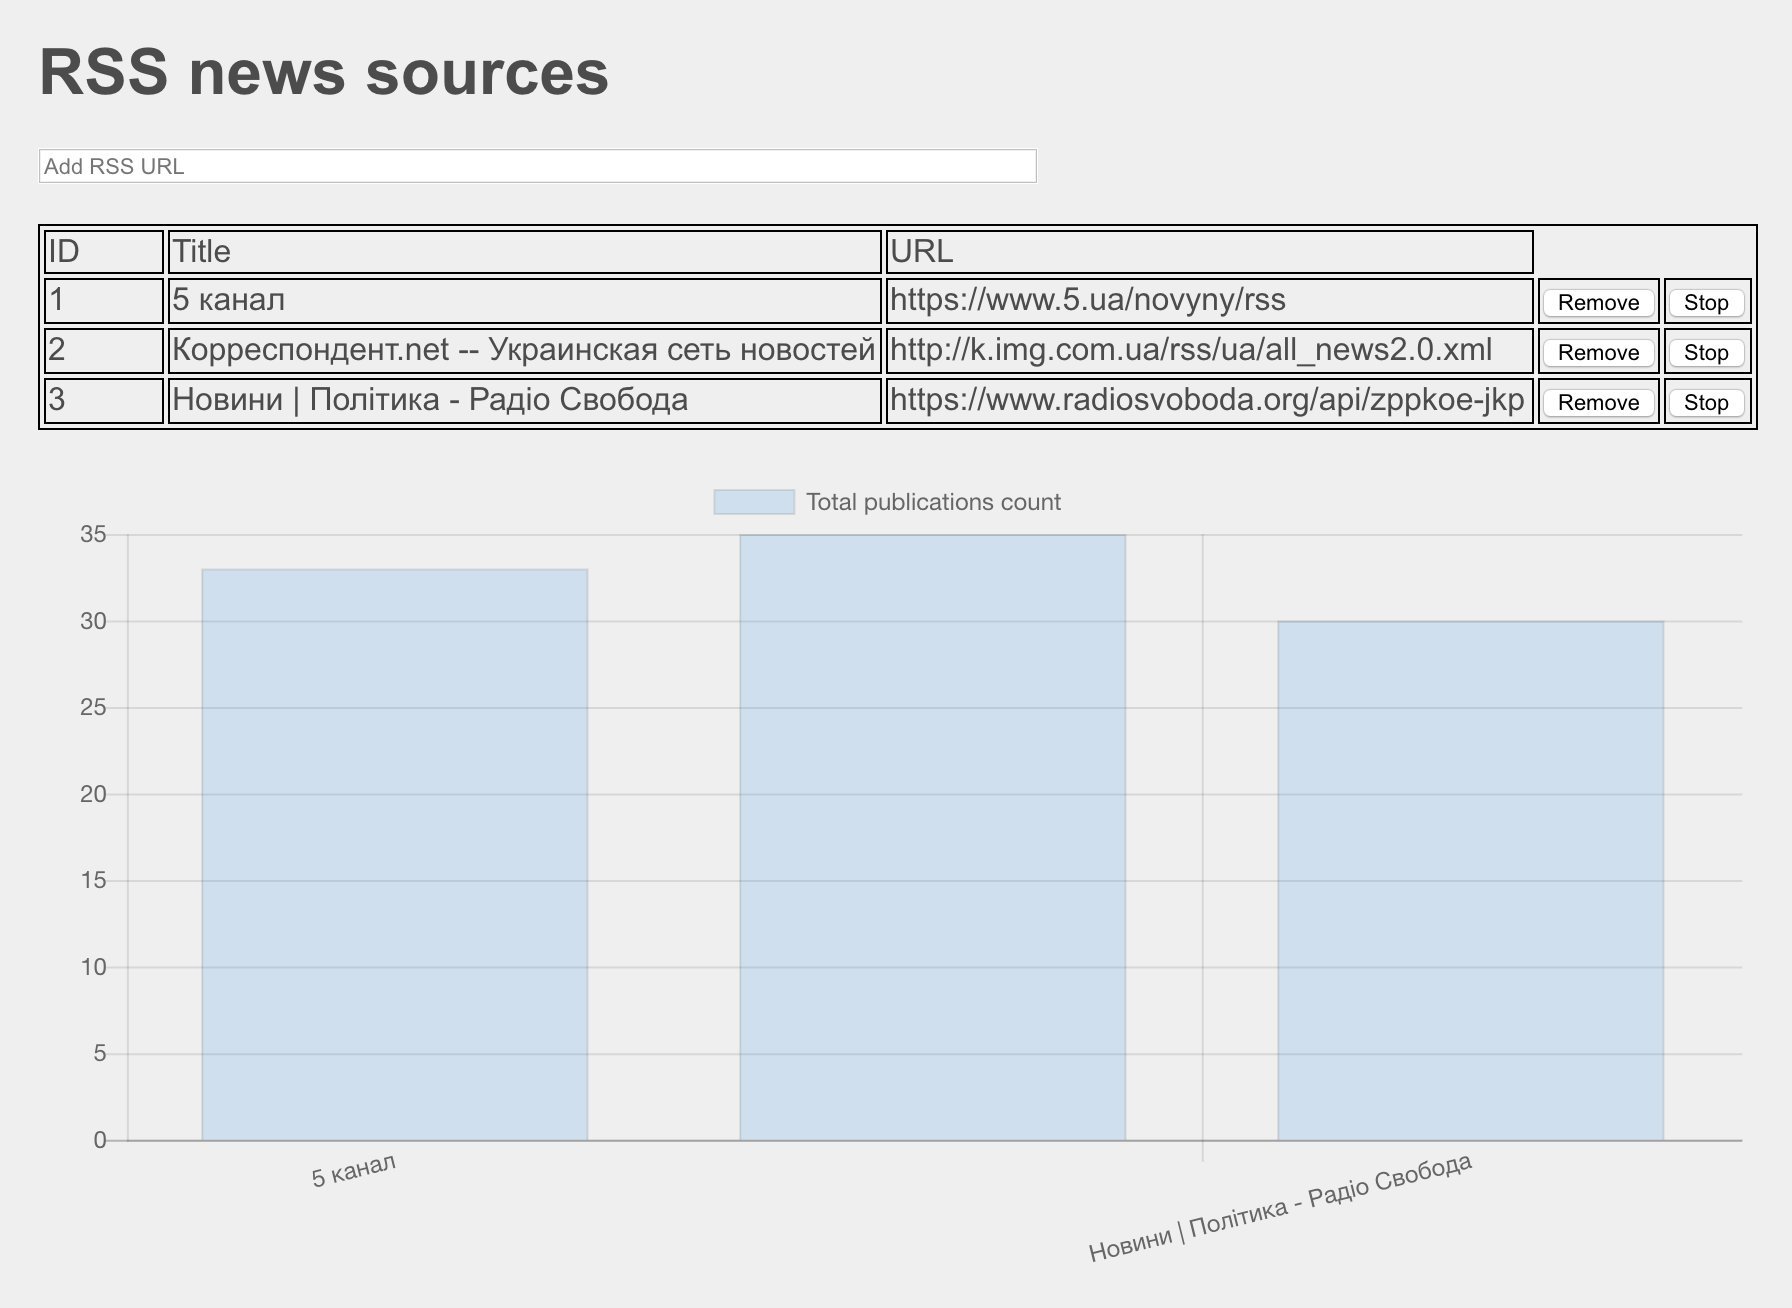 RSS news sources
Add RSS URL
ID Title URL
1 5 канал https://www.5.ua/novyny/rss Remove Stop
2 Корреспондент.net -- Украинская сеть новостей http://k.img.com.ua/rss/ua/all_news2.0.xml Remove Stop
3 Новини | Політика - Радіо Свобода https://www.radiosvoboda.org/api/zppkoe-jkp Remove Stop
Total publications count
35
30
25
20
15
10
5
0
5 канал
Новини | Політика - Радіо Свобода